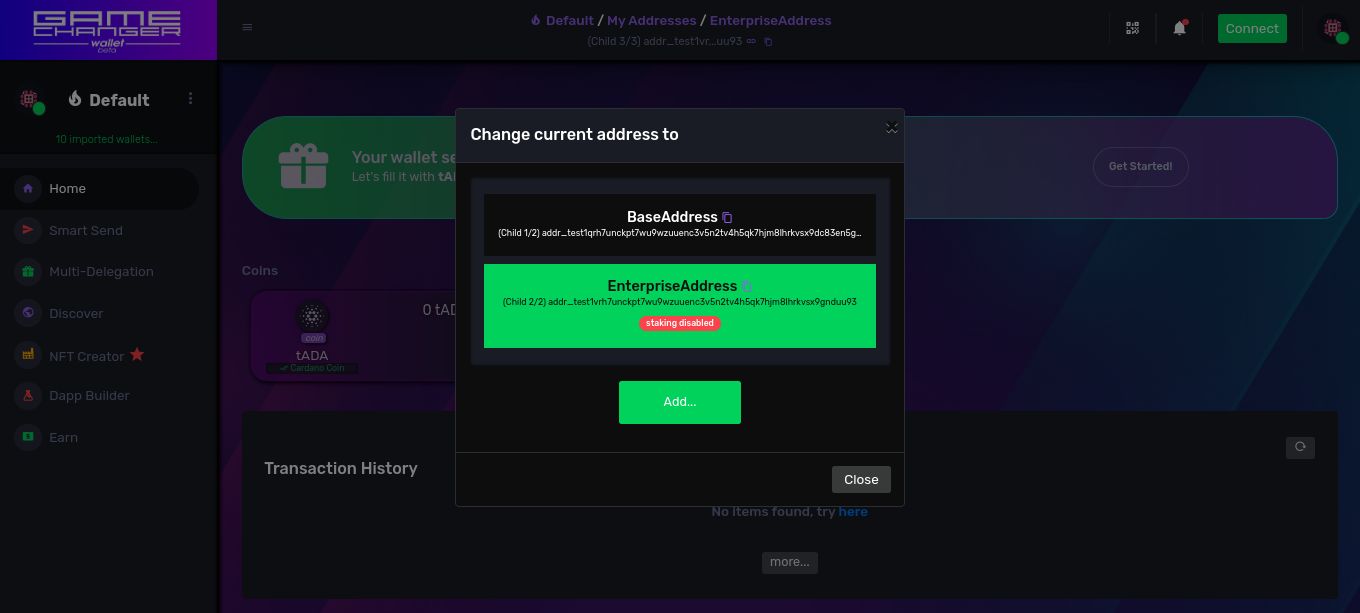 GAME
CHANGER
wallet
beta
Default / My Addresses / EnterpriseAddress
(Child 3/3) addr_test1vr...uu93
Connect
Default
10 imported wallets...
Home
Smart Send
Multi-Delegation
Discover
NFT Creator
Dapp Builder
Earn
Your wallet se
Let's fill it with tA
Get Started!
Coins
0 tAD
coin
tADA
Cardano Coin
Change current address to
BaseAddress
(Child 1/2) addr_test1qrh7unckpt7wu9wzuuenc3v5n2tv4h5qk7hjm8lhrkvsx9dc83en5g...
EnterpriseAddress
(Child 2/2) addr_test1vrh7unckpt7wu9wzuuenc3v5n2tv4h5qk7hjm8lhrkvsx9gnduu93
staking disabled
Add...
Close
Transaction History
No items found, try here
more...